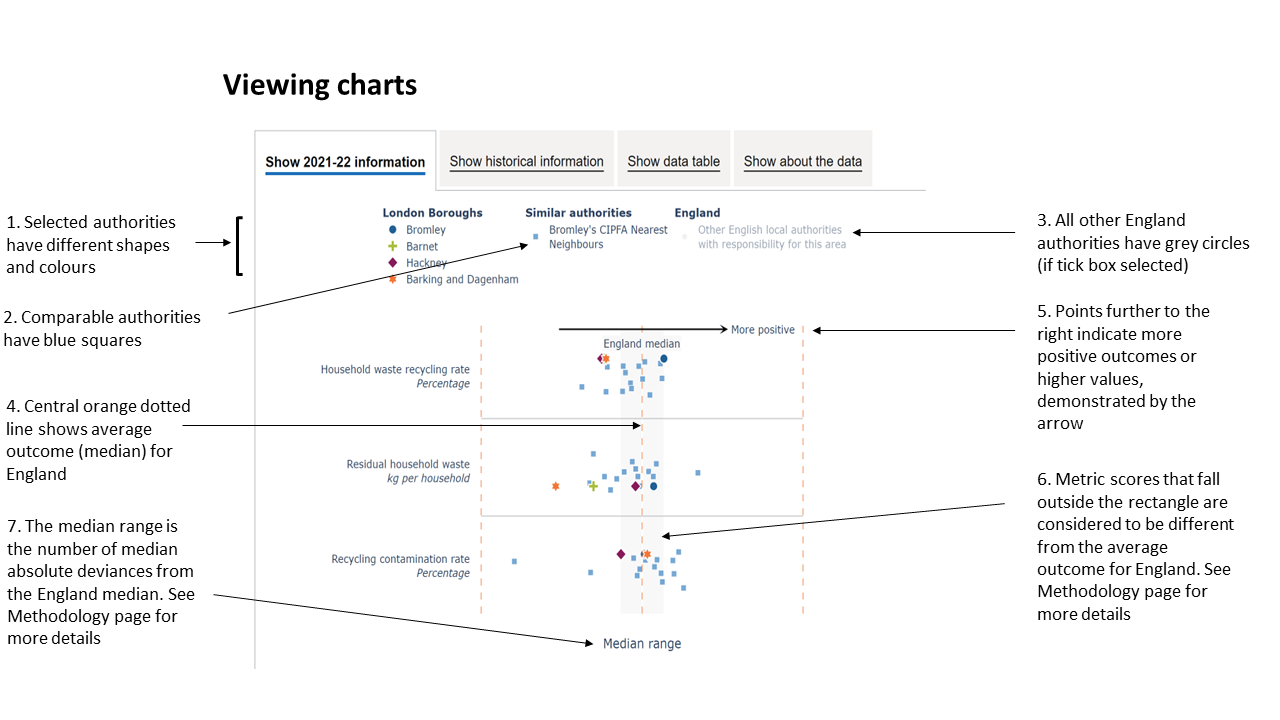 Viewing charts
Show 2021-22 information
Show historical information
Show data table
Show about the data
1. Selected authorities
have different shapes
and colours
2. Comparable authorities
have blue squares
4. Central orange dotted
line shows average
outcome (median) for
England
7. The median range is
the number of median
absolute deviances from
the England median. See
Methodology page for
more details
London Boroughs
Bromley
Barnet
Hackney
Barking and Dagenham
Similar authorities
Bromley's CIPFA Nearest
Neighbours
England
Other English local authorities
with responsibility for this area
More positive
England median
Household waste recycling rate
Percentage
Residual household waste
kg per household
Recycling contamination rate
Percentage
Median range
3. All other England
authorities have grey circles
(if tick box selected)
5. Points further to the
right indicate more
positive outcomes or
higher values,
demonstrated by the
arrow
6. Metric scores that fall
outside the rectangle are
considered to be different
from the average
outcome for England. See
Methodology page for
more details